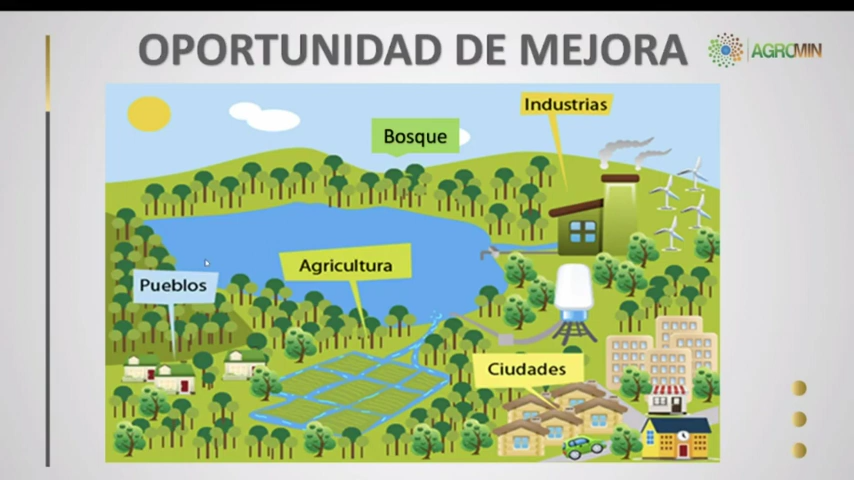 OPORTUNIDAD DE MEJORA
AGROMIN
Industrias
Bosque
Agricultura
Pueblos
Ciudades